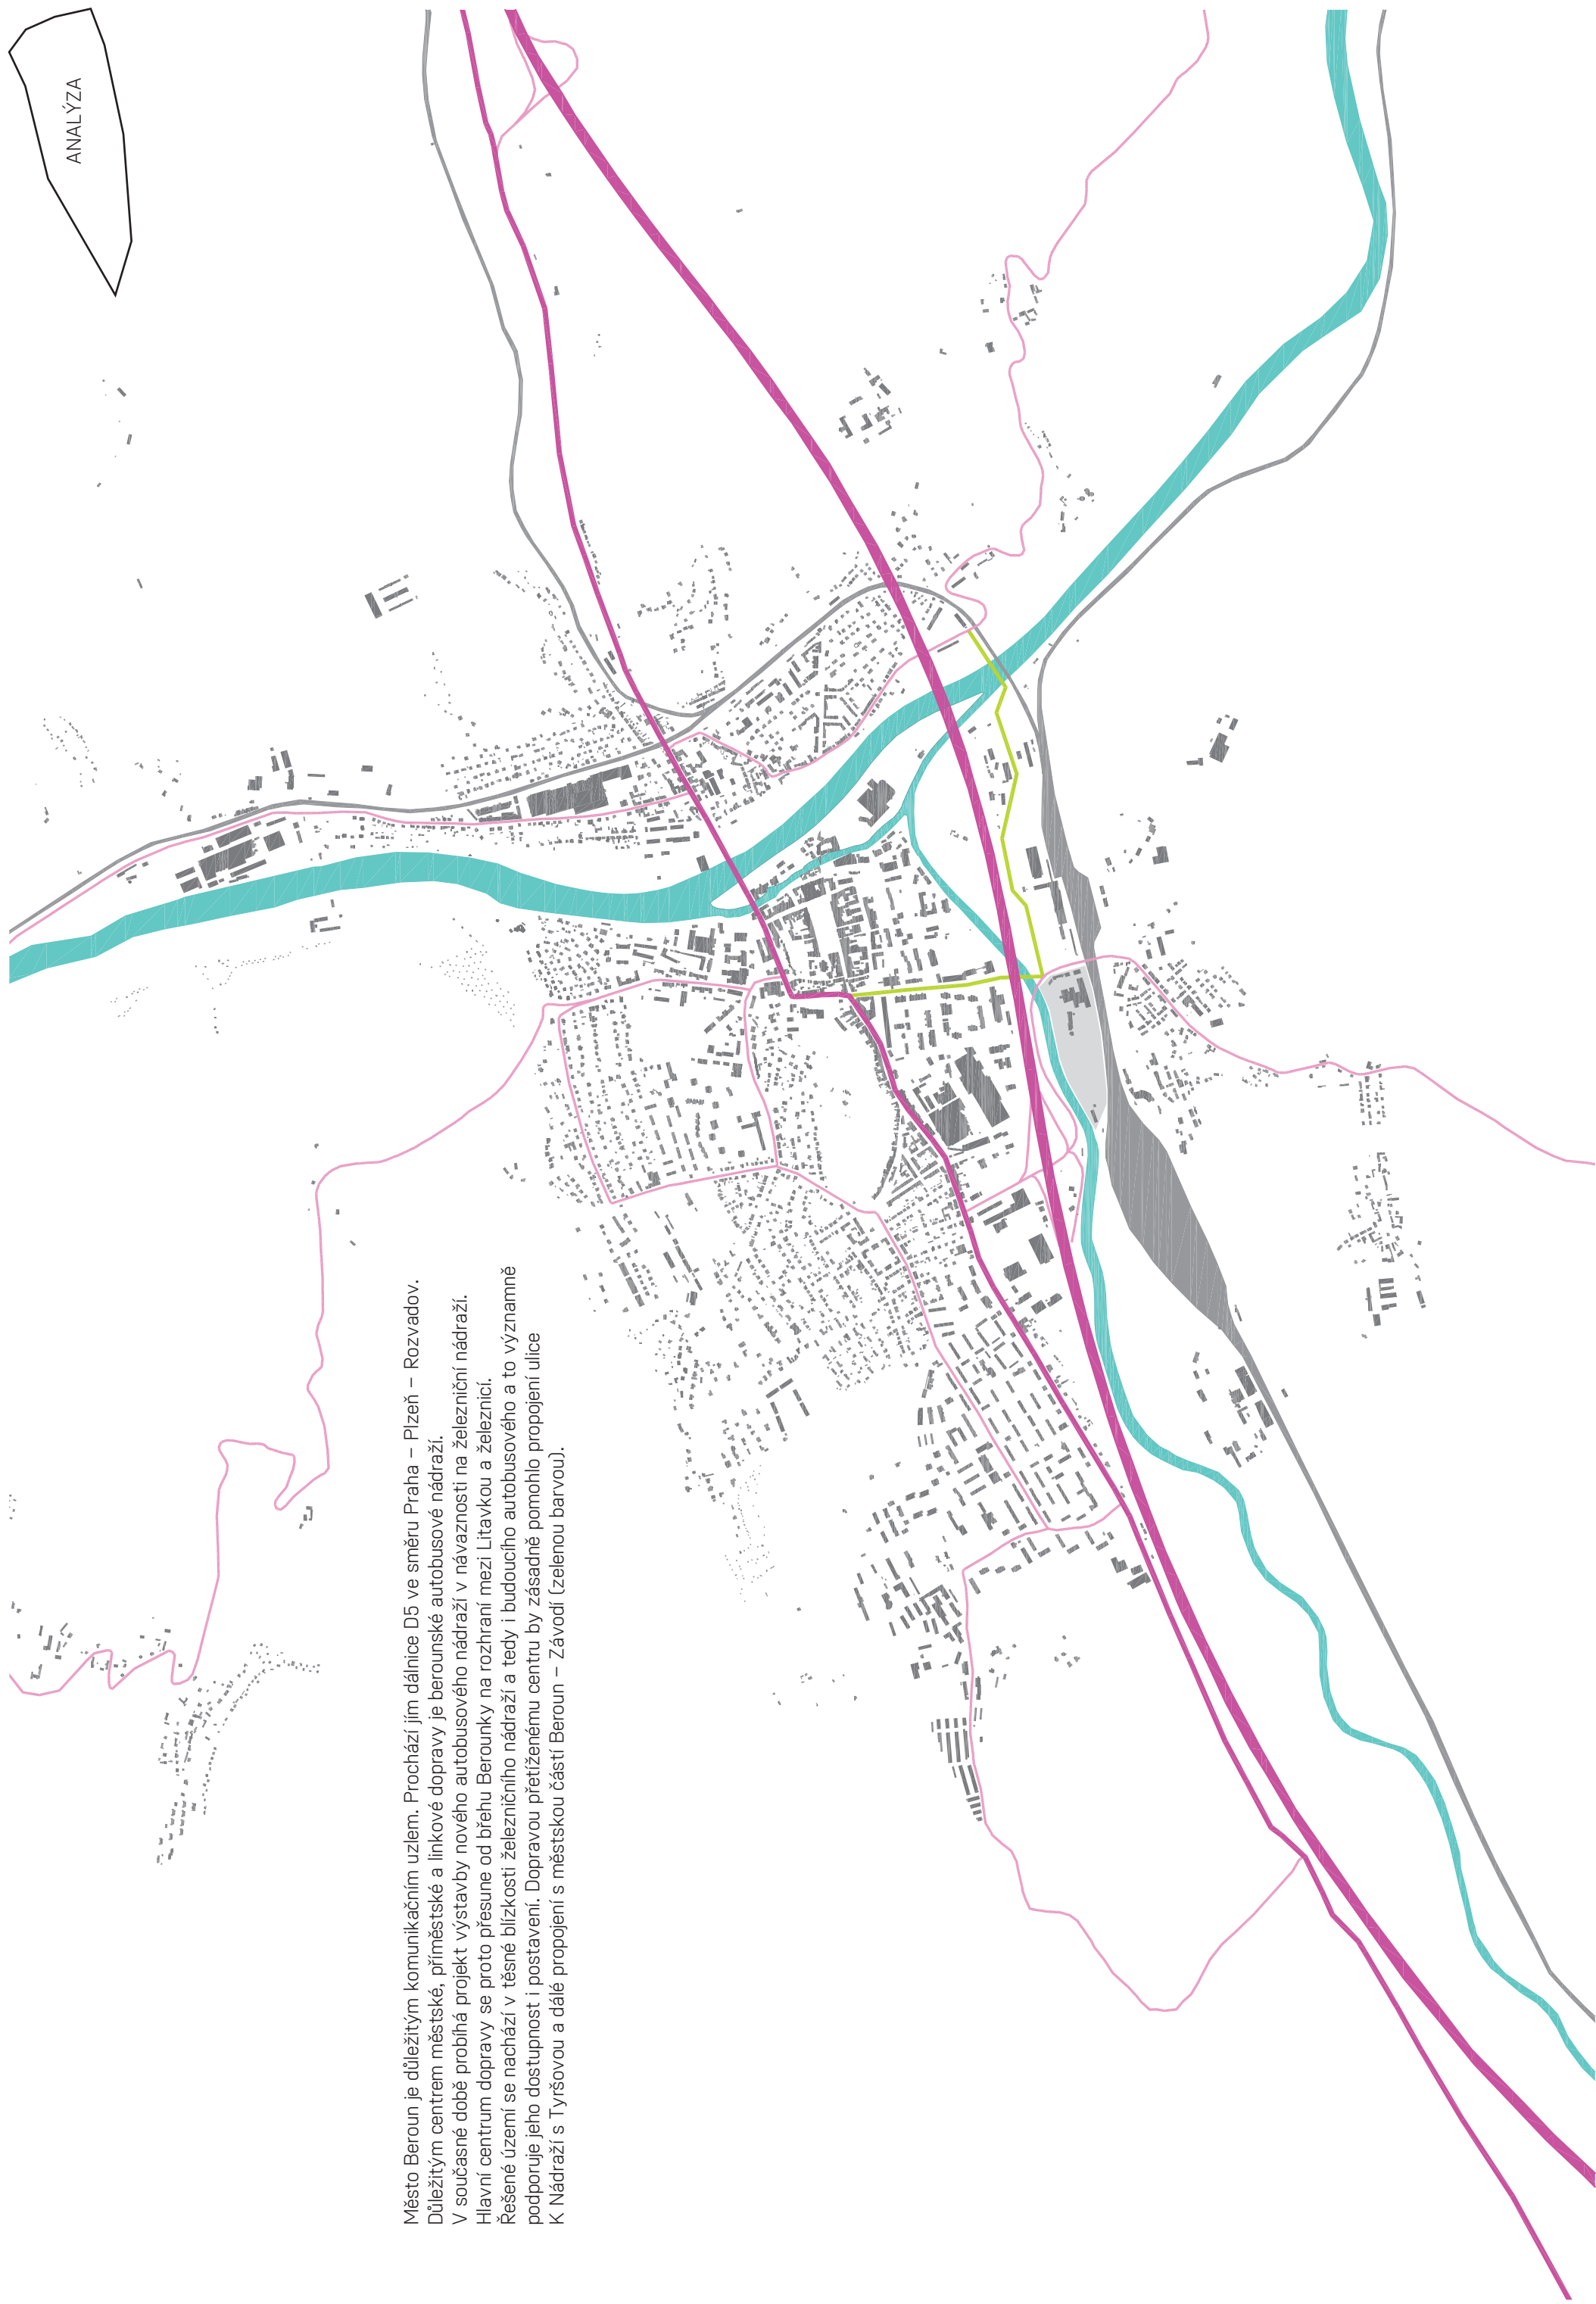 ANALÝZA
Město Beroun je důležitým komunikačním uzlem. Prochází jím dálnice D5 ve směru Praha – Plzeň – Rozvadov.
Důležitým centrem městské, příměstské a linkové dopravy je berounské autobusové nádraží.
V současné době probíhá projekt výstavby nového autobusového nádraží v návaznosti na železniční nádraží.
Hlavní centrum dopravy se proto přesune od břehu Berounky na rozhraní mezi Litavkou a železnicí.
Řešené území se nachází v těsné blízkosti železničního nádraží a tedy i budoucího autobusového a to významně
podporuje jeho dostupnost i postavení. Dopravou přetíženému centru by zásadně pomohlo propojení ulice
K Nádraží s Tyršovou a dálé propojení s městskou částí Beroun – Závodí (zelenou barvou).